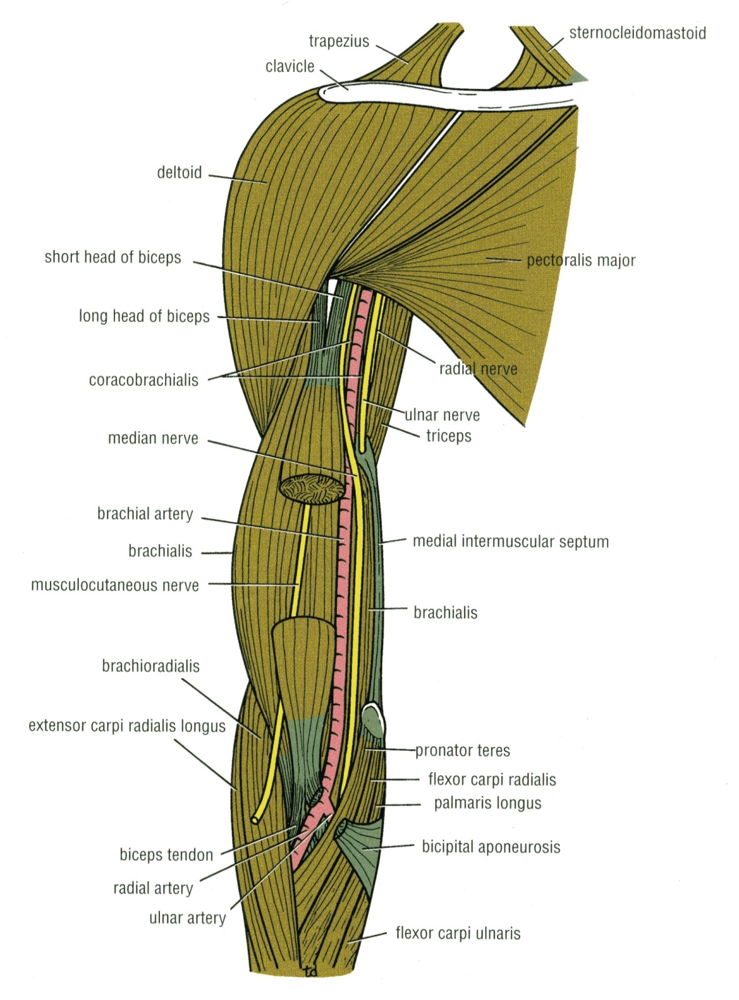 sternocleidomastoid
trapezius
clavicle
deltoid
short head of biceps
pectoralis major
long head of biceps
radial nerve
coracobrachialis
ulnar nerve
triceps
median nerve
brachial artery
medial intermuscular septum
brachialis
musculocutaneous nerve
brachialis
brachioradialis
extensor carpi radialis longus
pronator teres
flexor carpi radialis
palmaris longus
bicipital aponeurosis
biceps tendon
radial artery
ulnar artery
flexor carpi ulnaris
td